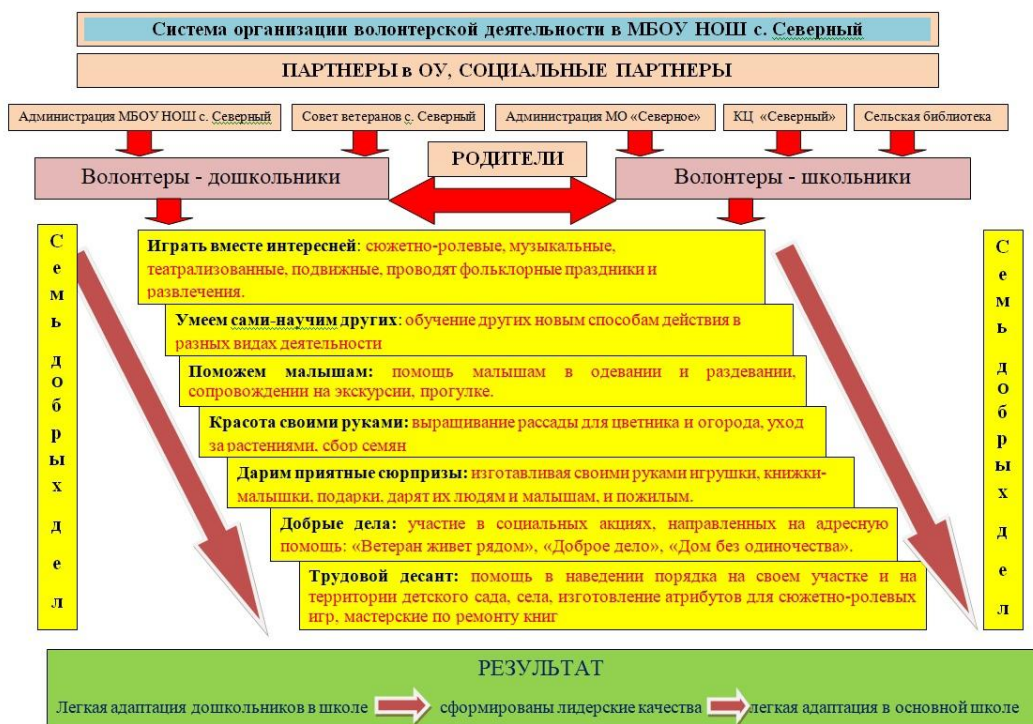 Система организации волонтерской деятельности в МБОУ НОШ с. Северный
ПАРТНЕРЫ в ОУ, СОЦИАЛЬНЫЕ ПАРТНЕРЫ
Администрация МБОУ НОШ с. Северный
Совет ветеранов с. Северный
Администрация МО «Северное»
КЦ «Северный»
Сельская библиотека
РОДИТЕЛИ
Волонтеры - дошкольники
Волонтеры - школьники
Семь добрых дел
Играть вместе интересней: сюжетно-ролевые, музыкальные,
театрализованные, подвижные, проводят фольклорные праздники и
развлечения.
Умеем сами-научим других: обучение других новым способам действия в
разных видах деятельности
Поможем малышам: помощь малышам в одевании и раздевании,
сопровождении на экскурсии, прогулке.
Красота своими руками: выращивание рассады для цветника и огорода, уход
за растениями, сбор семян
Дарим приятные сюрпризы: изготавливая своими руками игрушки, книжки-
малышки, подарки, дарят их людям и малышам, и пожилым.
Добрые дела: участие в социальных акциях, направленных на адресную
помощь: «Ветеран живет рядом», «Доброе дело», «Дом без одиночества».
Трудовой десант: помощь в наведении порядка на своем участке и на
территории детского сада, села, изготовление атрибутов для сюжетно-ролевых
игр, мастерские по ремонту книг
Семь добрых дел
РЕЗУЛЬТАТ
Легкая адаптация дошкольников в школе
сформированы лидерские качества
легкая адаптация в основной школе